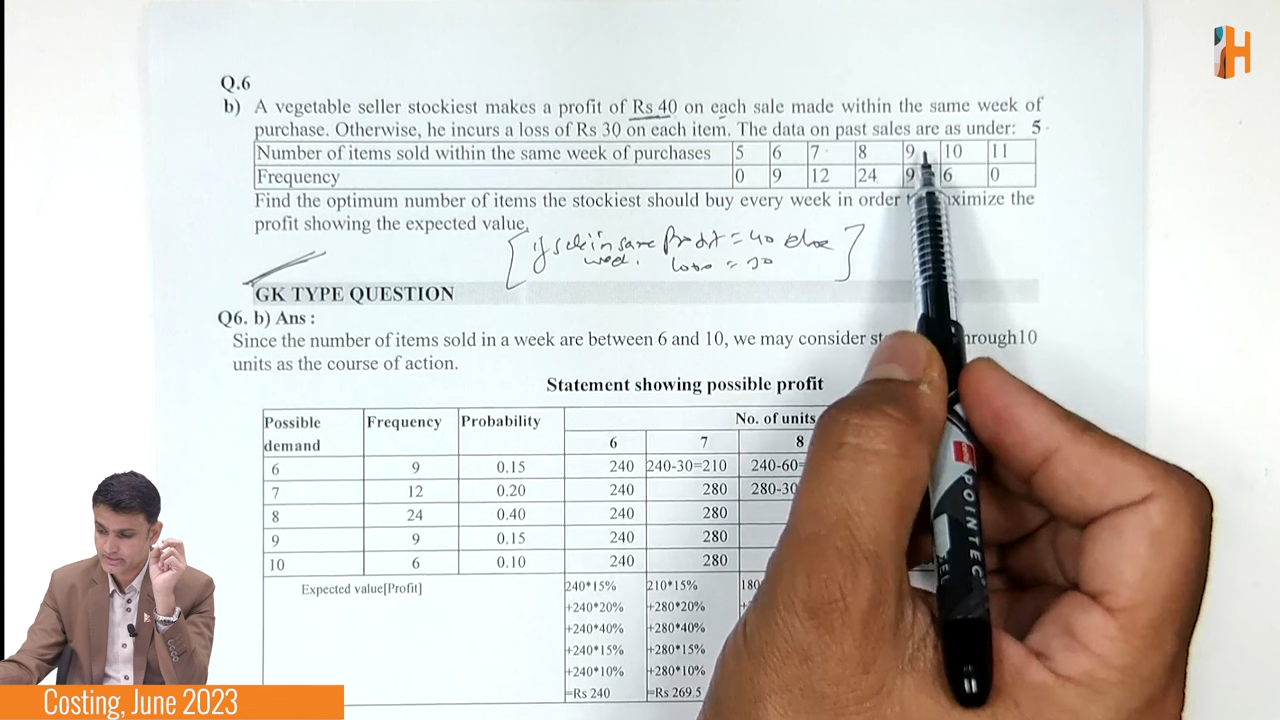 H
Q.6
b) A vegetable seller stockiest makes a profit of Rs 40 on each sale made within the same week of
purchase. Otherwise, he incurs a loss of Rs 30 on each item. The data on past sales are as under: 5
Number of items sold within the same week of purchases 5 6 7 8 9 10 11
Frequency 0 9 12 24 9 6 0
Find the optimum number of items the stockiest should buy every week in order the
profit showing the expected value.
if same Profit = 40 else
loss = 30
GK TYPE QUESTION
Q6. b) Ans :
Since the number of items sold in a week are between 6 and 10, we may consider
units as the course of action.
Statement showing possible profit
Possible demand Frequency Probability No. of units
6 7 8
6 9 0.15 240 240-30=210 240-60=
7 12 0.20 240 280 280-30
8 24 0.40 240 280
9 9 0.15 240 280
10 6 0.10 240 280
Expected value[Profit] 240*15% 210*15% 180
+240*20% +280*20%
+240*40% +280*40%
+240*15% +280*15%
+240*10% +280*10%
=Rs 240 =Rs 269.5
POINTEC
GEL
Costing, June 2023